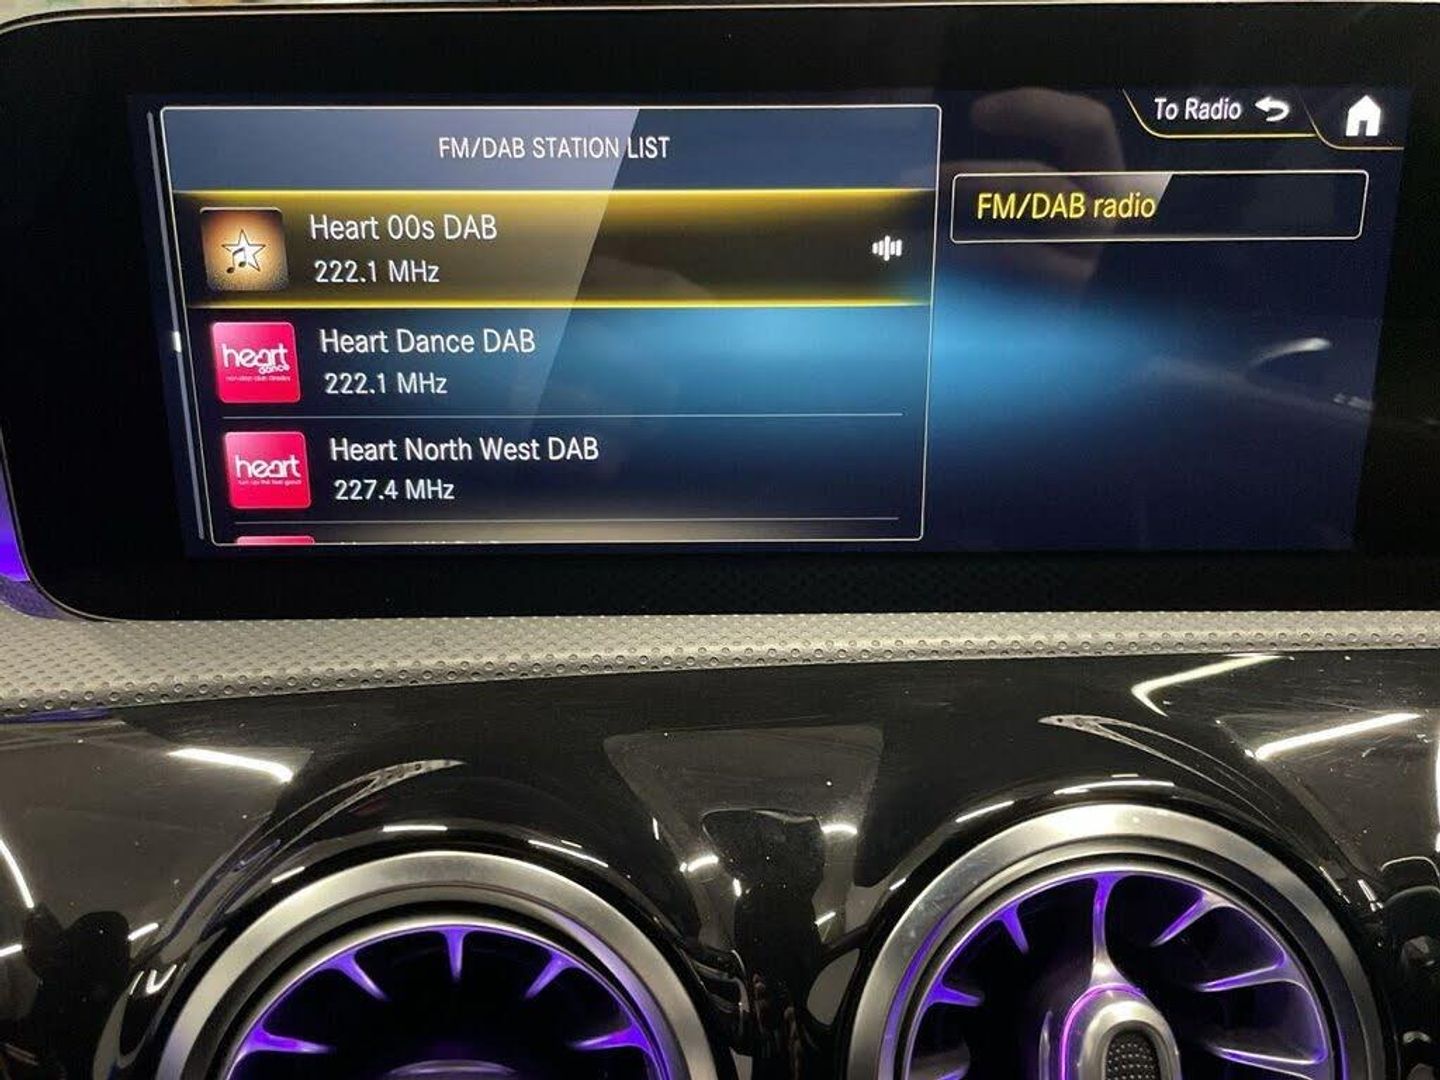 To Radio
FM/DAB STATION LIST
FM/DAB radio
Heart 00s DAB
222.1 MHz
heart
dance
Heart Dance DAB
222.1 MHz
heart
Heart North West DAB
227.4 MHz